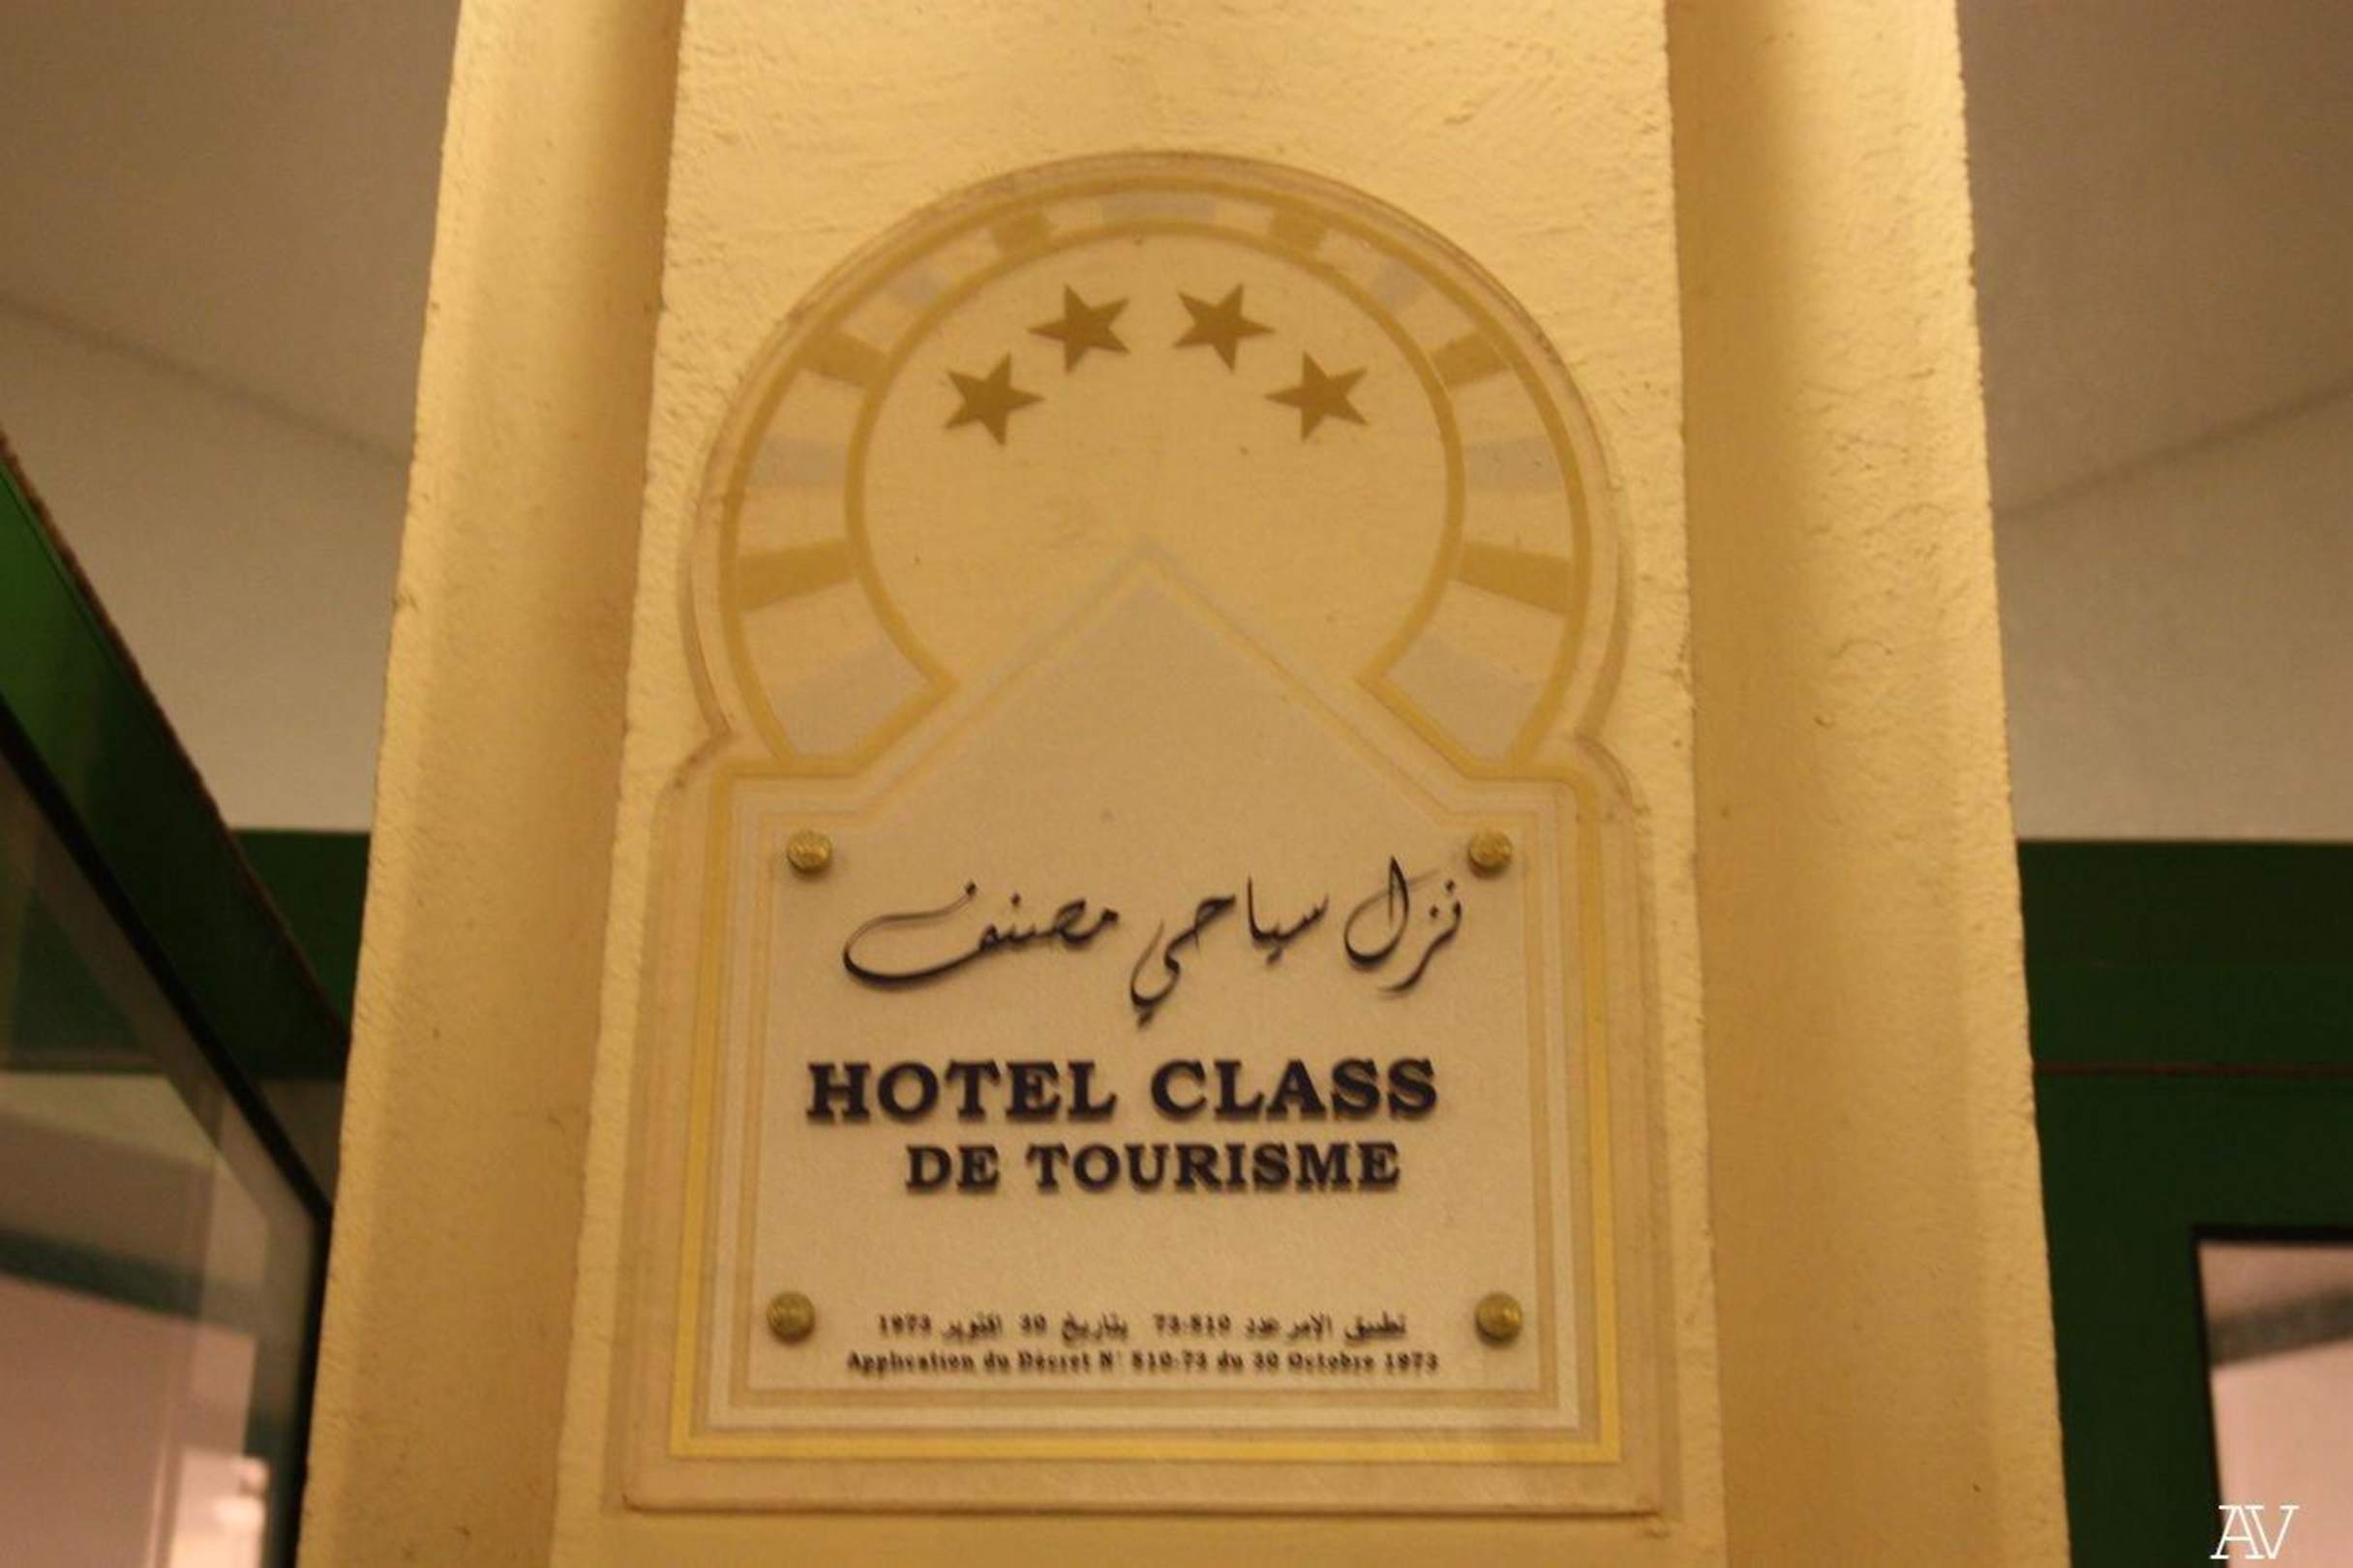 نزل سياحي مصنف
HOTEL CLASS
DE TOURISME
تطبيق الامر عدد 73-510 بتاريخ 30 اكتوبر 1973
Application du Décret N° 510-73 du 30 Octobre 1973
AV